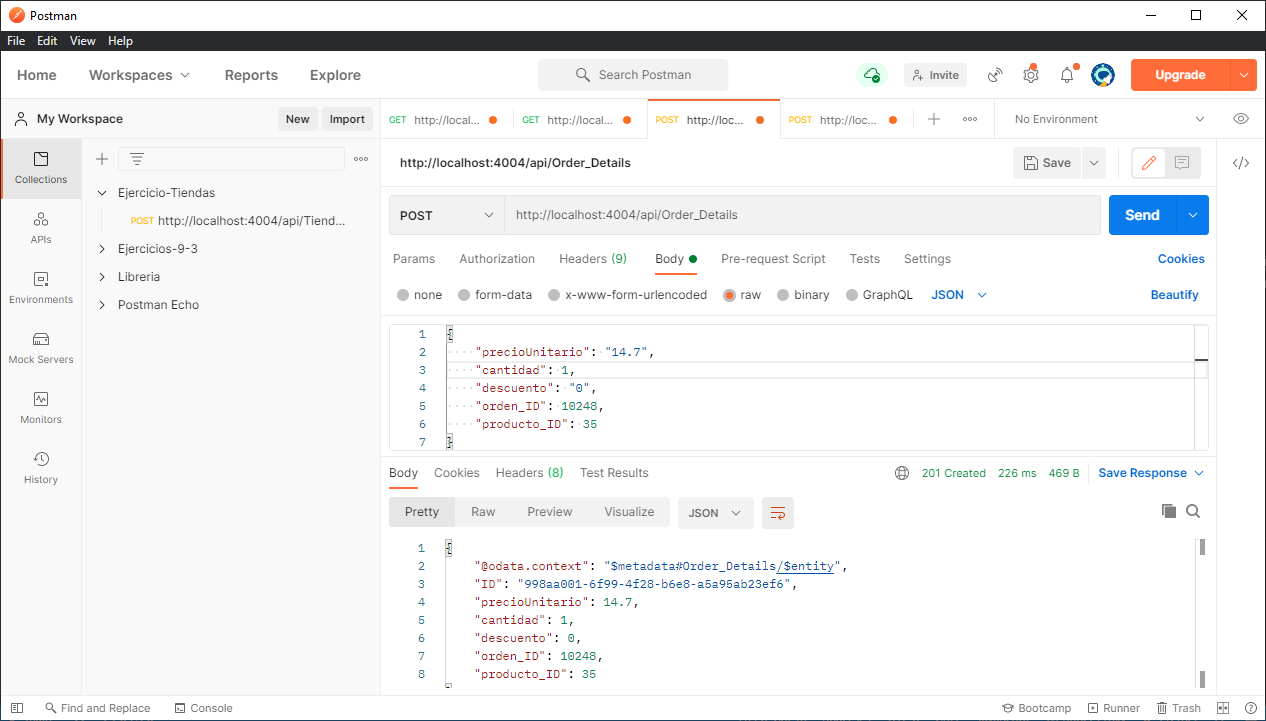 Postman
File Edit View Help
Home Workspaces Reports Explore Search Postman Invite Upgrade
My Workspace New Import
GET http://local... GET http://local... POST http://loc... POST http://loc... No Environment
Collections
APIs
Environments
Mock Servers
Monitors
History
Ejercicio-Tiendas
POST http://localhost:4004/api/Tiend...
Ejercicios-9-3
Libreria
Postman Echo
http://localhost:4004/api/Order_Details Save
POST http://localhost:4004/api/Order_Details Send
Params Authorization Headers (9) Body Pre-request Script Tests Settings Cookies
none form-data x-www-form-urlencoded raw binary GraphQL JSON Beautify
1 {
2 "precioUnitario": "14.7",
3 "cantidad": 1,
4 "descuento": "0",
5 "orden_ID": 10248,
6 "producto_ID": 35
7 }
Body Cookies Headers (8) Test Results 201 Created 226 ms 469 B Save Response
Pretty Raw Preview Visualize JSON
1 {
2 "@odata.context": "$metadata#Order_Details/$entity",
3 "ID": "998aa001-6f99-4f28-b6e8-a5a95ab23ef6",
4 "precioUnitario": 14.7,
5 "cantidad": 1,
6 "descuento": 0,
7 "orden_ID": 10248,
8 "producto_ID": 35
Find and Replace Console Bootcamp Runner Trash